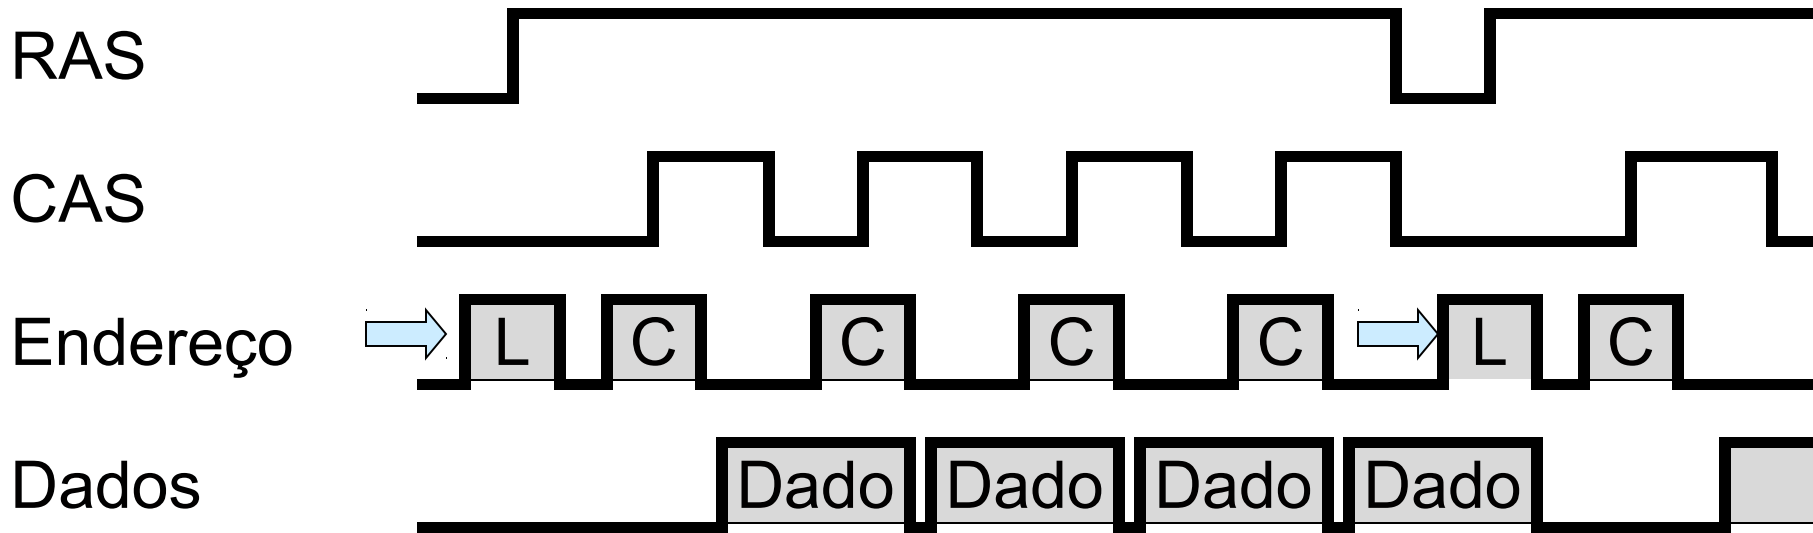 RAS
CAS
Endereço L C C C C L C
Dados Dado Dado Dado Dado